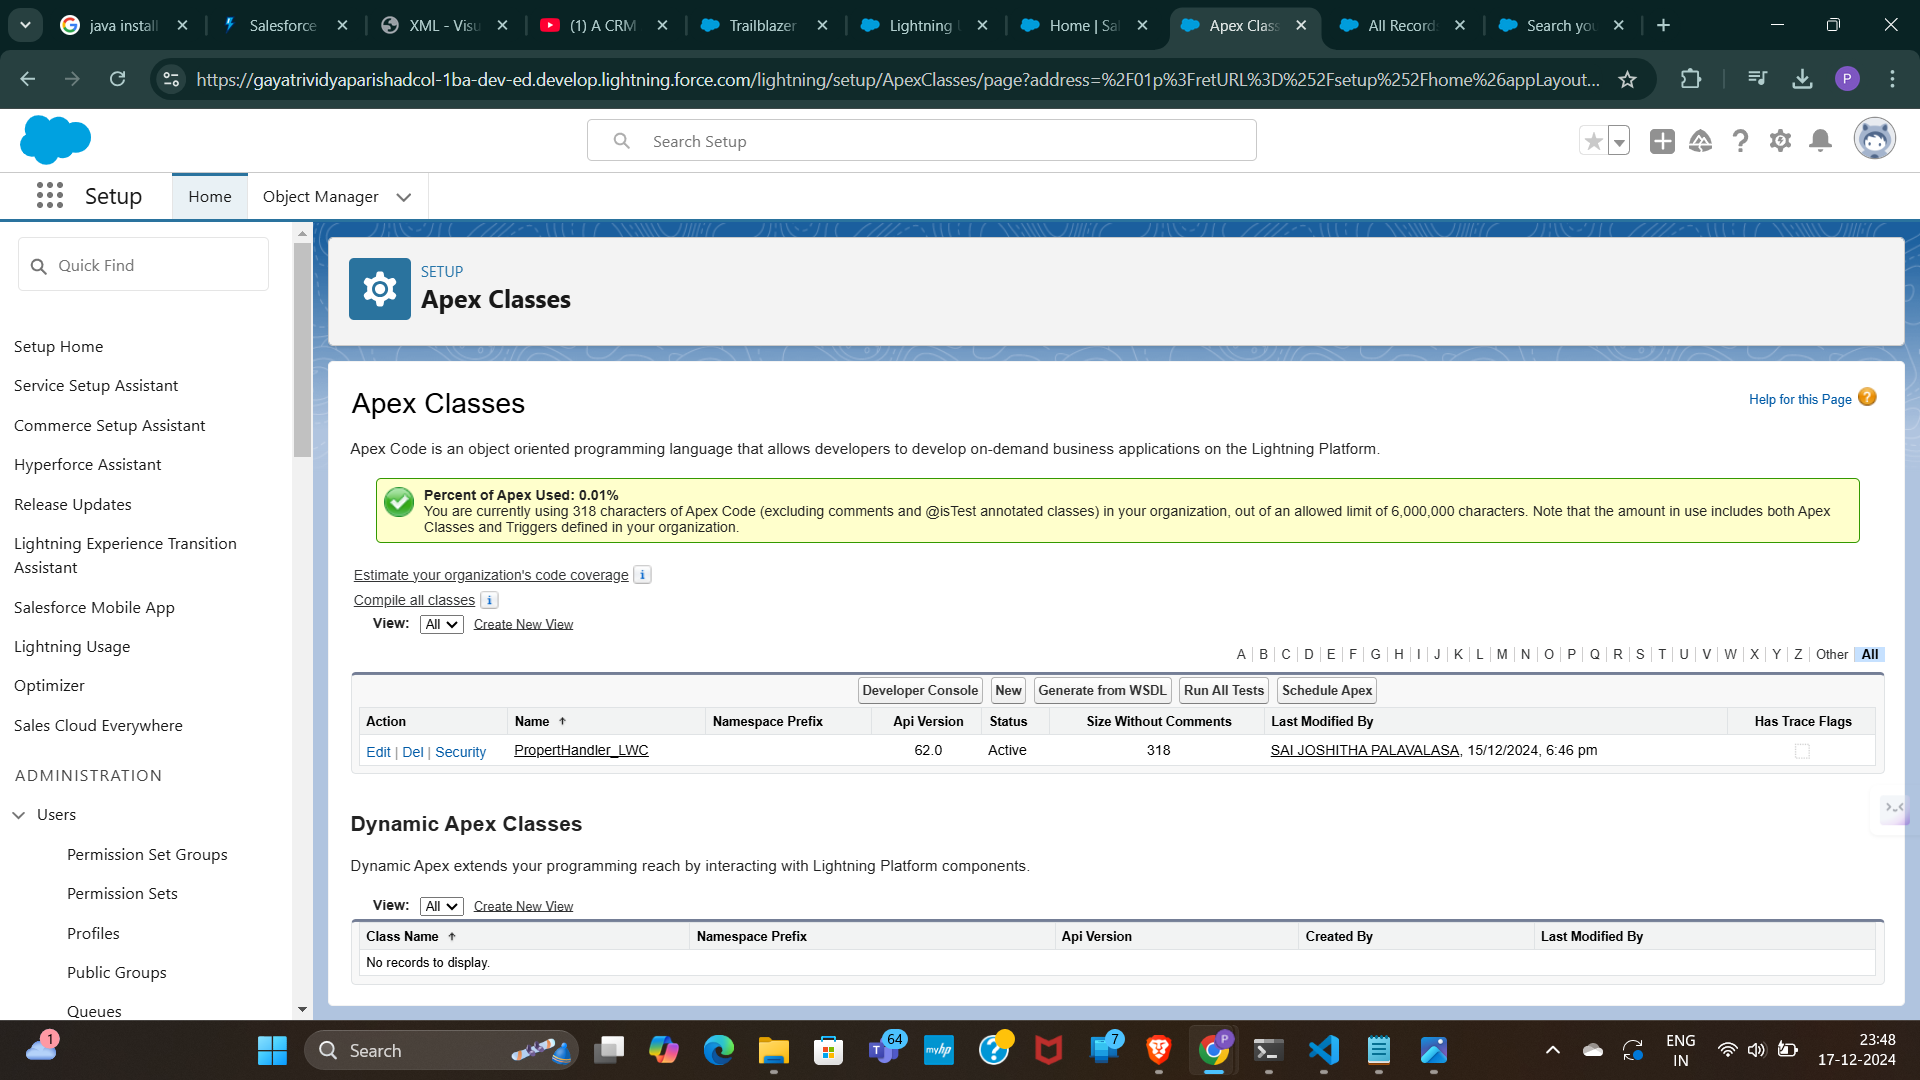 java install
Salesforce
XML - Visu
(1) A CRM
Trailblazer
Lightning
Home | Sal
Apex Class
All Record
Search you
https://gayatrividyaparishadcol-1ba-dev-ed.develop.lightning.force.com/lightning/setup/ApexClasses/page?address=%2F01p%3FretURL%3D%252Fsetup%252Fhome%26appLayout...
P
Search Setup
Setup
Home
Object Manager
Quick Find
Setup Home
Service Setup Assistant
Commerce Setup Assistant
Hyperforce Assistant
Release Updates
Lightning Experience Transition
Assistant
Salesforce Mobile App
Lightning Usage
Optimizer
Sales Cloud Everywhere
ADMINISTRATION
Users
Permission Set Groups
Permission Sets
Profiles
Public Groups
Queues
SETUP
Apex Classes
Apex Classes
Help for this Page ?
Apex Code is an object oriented programming language that allows developers to develop on-demand business applications on the Lightning Platform.
Percent of Apex Used: 0.01%
You are currently using 318 characters of Apex Code (excluding comments and @isTest annotated classes) in your organization, out of an allowed limit of 6,000,000 characters. Note that the amount in use includes both Apex
Classes and Triggers defined in your organization.
Estimate your organization's code coverage i
Compile all classes i
View: All Create New View
A | B | C | D | E | F | G | H | I | J | K | L | M | N | O | P | Q | R | S | T | U | V | W | X | Y | Z | Other | All
Developer Console New Generate from WSDL Run All Tests Schedule Apex
Action Name ↑ Namespace Prefix Api Version Status Size Without Comments Last Modified By Has Trace Flags
Edit | Del | Security PropertHandler_LWC 62.0 Active 318 SAI JOSHITHA PALAVALASA, 15/12/2024, 6:46 pm
Dynamic Apex Classes
Dynamic Apex extends your programming reach by interacting with Lightning Platform components.
View: All Create New View
Class Name ↑ Namespace Prefix Api Version Created By Last Modified By
No records to display.
1
Search
64
T
myhp
?
7
P
ENG
IN
23:48
17-12-2024